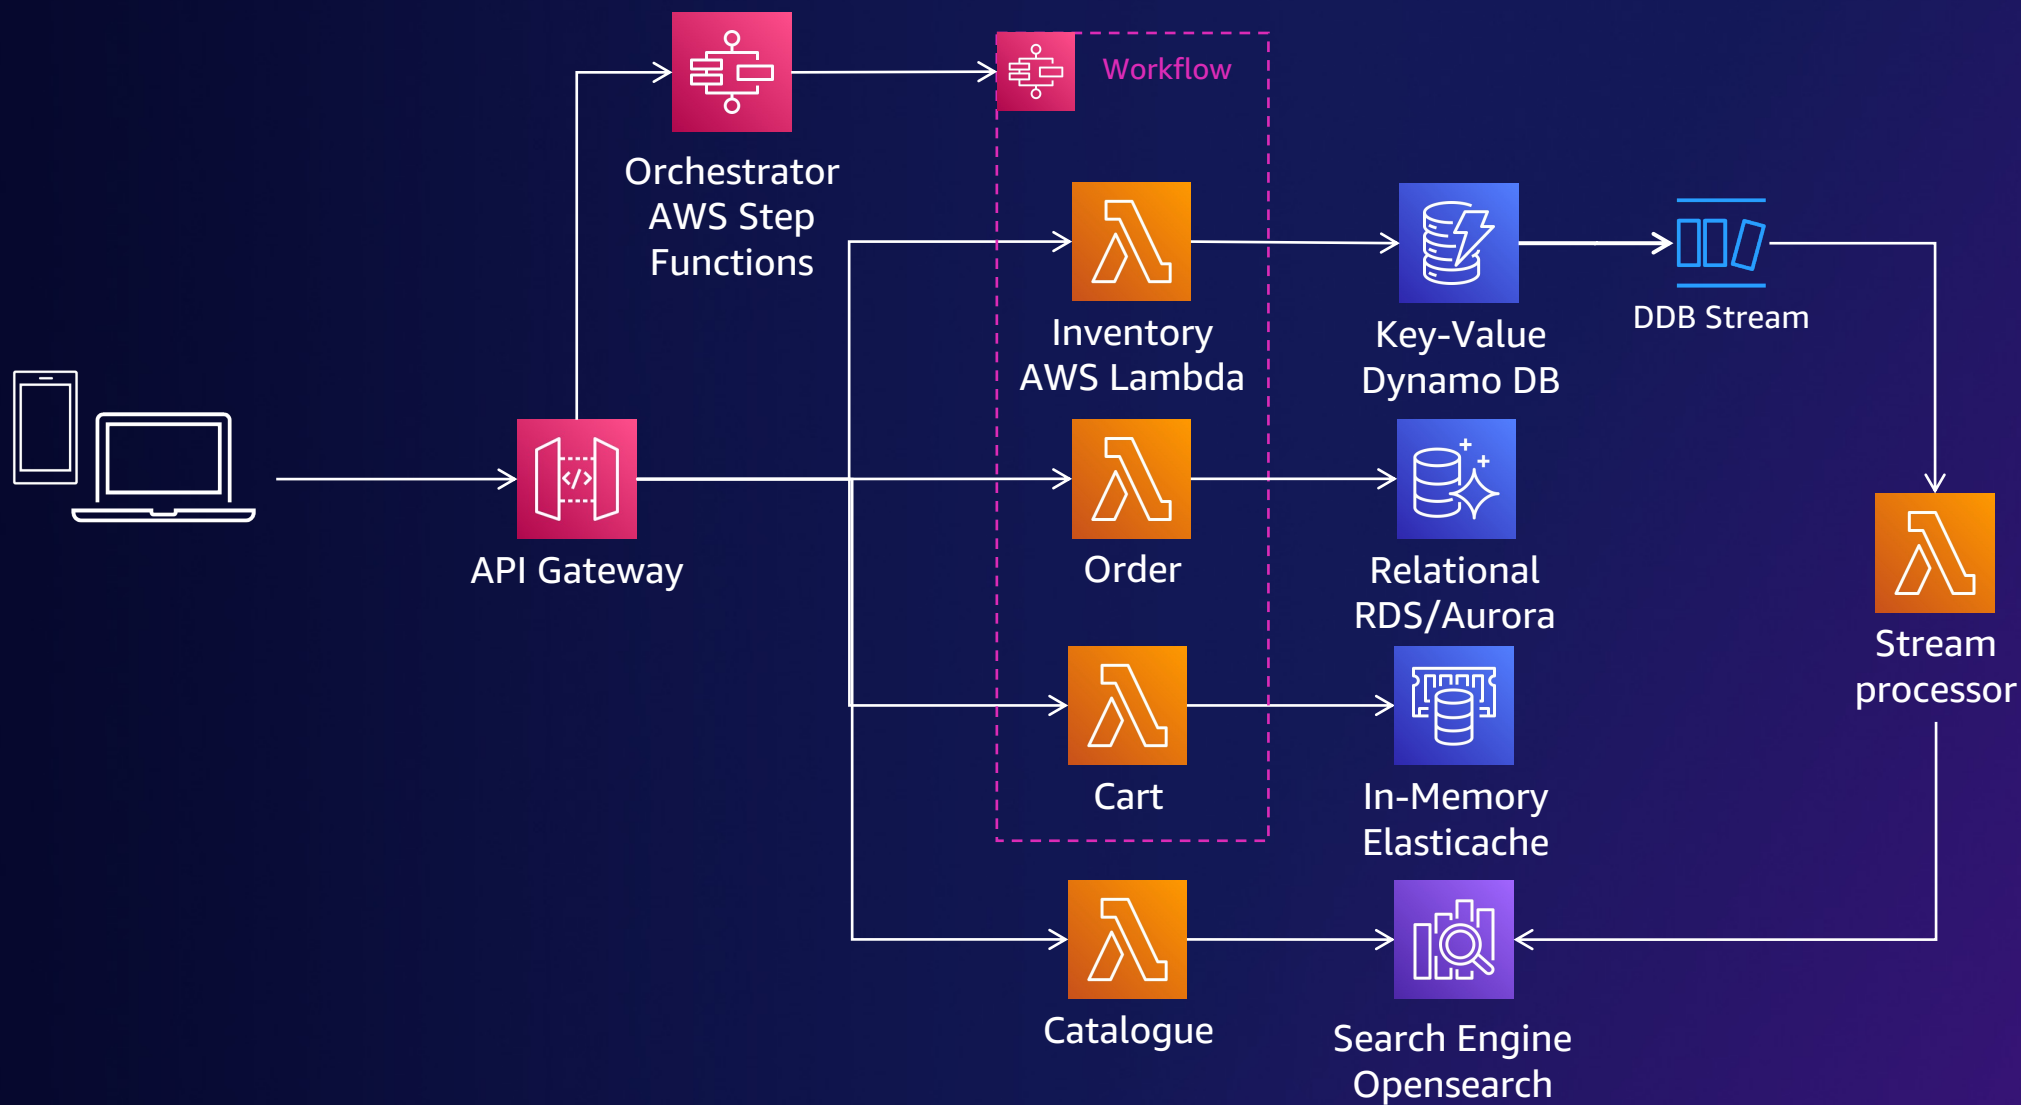 Workflow
Orchestrator
AWS Step
Functions
Inventory
AWS Lambda
Key-Value
Dynamo DB
DDB Stream
</>
API Gateway
Order
Relational
RDS/Aurora
Stream
processor
Cart
In-Memory
Elasticache
Catalogue
Search Engine
Opensearch